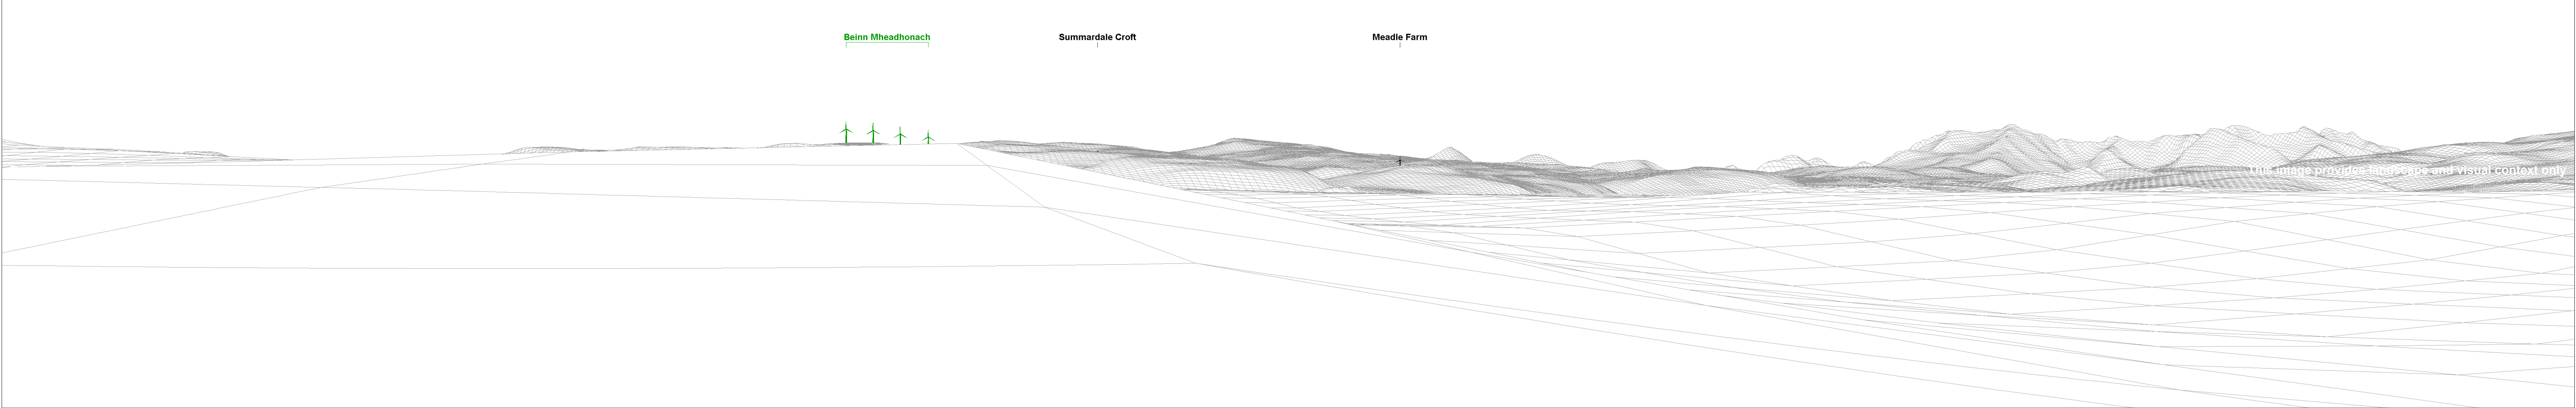 Beinn Mheadhonach
Summardale Croft
Meadle Farm
This image provides landscape and visual context only